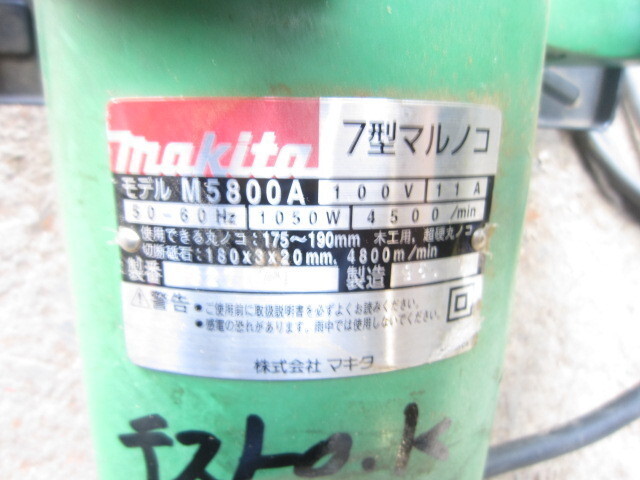 makita 7型マルノコ
モデル M5800A 100V 11A
50-60Hz 1050W 4500/min
使用できる丸ノコ:175〜190mm 木工用, 超硬丸ノコ
切断砥石:180x3x20mm, 4800m/min
製番 製造
⚠警告 •ご使用前に取扱説明書を必ずよくお読みください。
•感電の恐れがあります。雨中では使用しないでください。
株式会社 マキタ
テストo.k